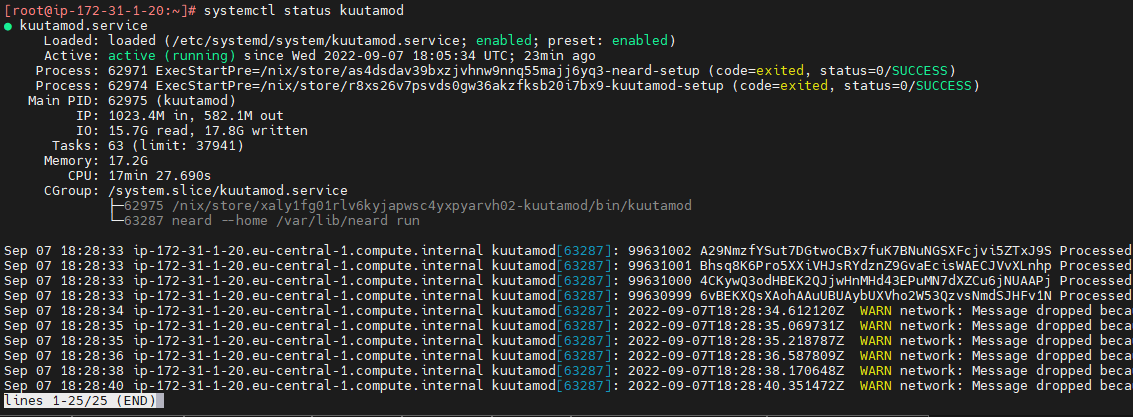 [root@ip-172-31-1-20:~]# systemctl status kuutamod
● kuutamod.service
Loaded: loaded (/etc/systemd/system/kuutamod.service; enabled; preset: enabled)
Active: active (running) since Wed 2022-09-07 18:05:34 UTC; 23min ago
Process: 62971 ExecStartPre=/nix/store/as4dsdav39bxzjvhnw9nnq55majj6yq3-neard-setup (code=exited, status=0/SUCCESS)
Process: 62974 ExecStartPre=/nix/store/r8xs26v7psvds0gw36akzfksb20i7bx9-kuutamod-setup (code=exited, status=0/SUCCESS)
Main PID: 62975 (kuutamod)
IP: 1023.4M in, 582.1M out
IO: 15.7G read, 17.8G written
Tasks: 63 (limit: 37941)
Memory: 17.2G
CPU: 17min 27.690s
CGroup: /system.slice/kuutamod.service
├─62975 /nix/store/xaly1fg01rlv6kyjapwsc4yxpyarvh02-kuutamod/bin/kuutamod
└─63287 neard --home /var/lib/neard run
Sep 07 18:28:33 ip-172-31-1-20.eu-central-1.compute.internal kuutamod[63287]: 99631002 A29NmzfYSut7DGtwoCBx7fuK7BNuNGSXFcjvi5ZTxJ9S Processed
Sep 07 18:28:33 ip-172-31-1-20.eu-central-1.compute.internal kuutamod[63287]: 99631001 Bhsq8K6Pro5XXiVHJsRYdznZ9GvaEcisWAECJVvXLnhp Processed
Sep 07 18:28:33 ip-172-31-1-20.eu-central-1.compute.internal kuutamod[63287]: 99631000 4CKywQ3odHBEK2QJjwHnMHd43EPuMN7dXZCu6jNUAAPj Processed
Sep 07 18:28:33 ip-172-31-1-20.eu-central-1.compute.internal kuutamod[63287]: 99630999 6vBEKXQsXAohAAuUBUAybUXVho2W53QzvsNmdSJHFv1N Processed
Sep 07 18:28:34 ip-172-31-1-20.eu-central-1.compute.internal kuutamod[63287]: 2022-09-07T18:28:34.612120Z WARN network: Message dropped beca
Sep 07 18:28:35 ip-172-31-1-20.eu-central-1.compute.internal kuutamod[63287]: 2022-09-07T18:28:35.069731Z WARN network: Message dropped beca
Sep 07 18:28:35 ip-172-31-1-20.eu-central-1.compute.internal kuutamod[63287]: 2022-09-07T18:28:35.218787Z WARN network: Message dropped beca
Sep 07 18:28:36 ip-172-31-1-20.eu-central-1.compute.internal kuutamod[63287]: 2022-09-07T18:28:36.587809Z WARN network: Message dropped beca
Sep 07 18:28:38 ip-172-31-1-20.eu-central-1.compute.internal kuutamod[63287]: 2022-09-07T18:28:38.170648Z WARN network: Message dropped beca
Sep 07 18:28:40 ip-172-31-1-20.eu-central-1.compute.internal kuutamod[63287]: 2022-09-07T18:28:40.351472Z WARN network: Message dropped beca
lines 1-25/25 (END)